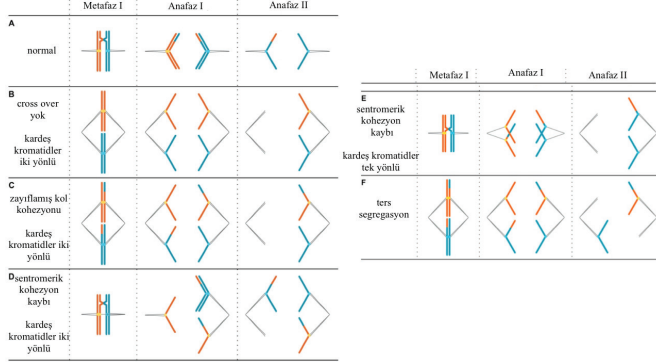 Metafaz I
Anafaz I
Anafaz II
A
normal
B
cross over
yok
kardeş
kromatidler
iki yönlü
C
zayıflamış kol
kohezyonu
kardeş
kromatidler iki
yönlü
D
sentromerik
kohezyon
kaybı
kardeş
kromatidler iki
yönlü
Metafaz I
Anafaz I
Anafaz II
E
sentromerik
kohezyon
kaybı
kardeş kromatidler
tek yönlü
F
ters
segregasyon